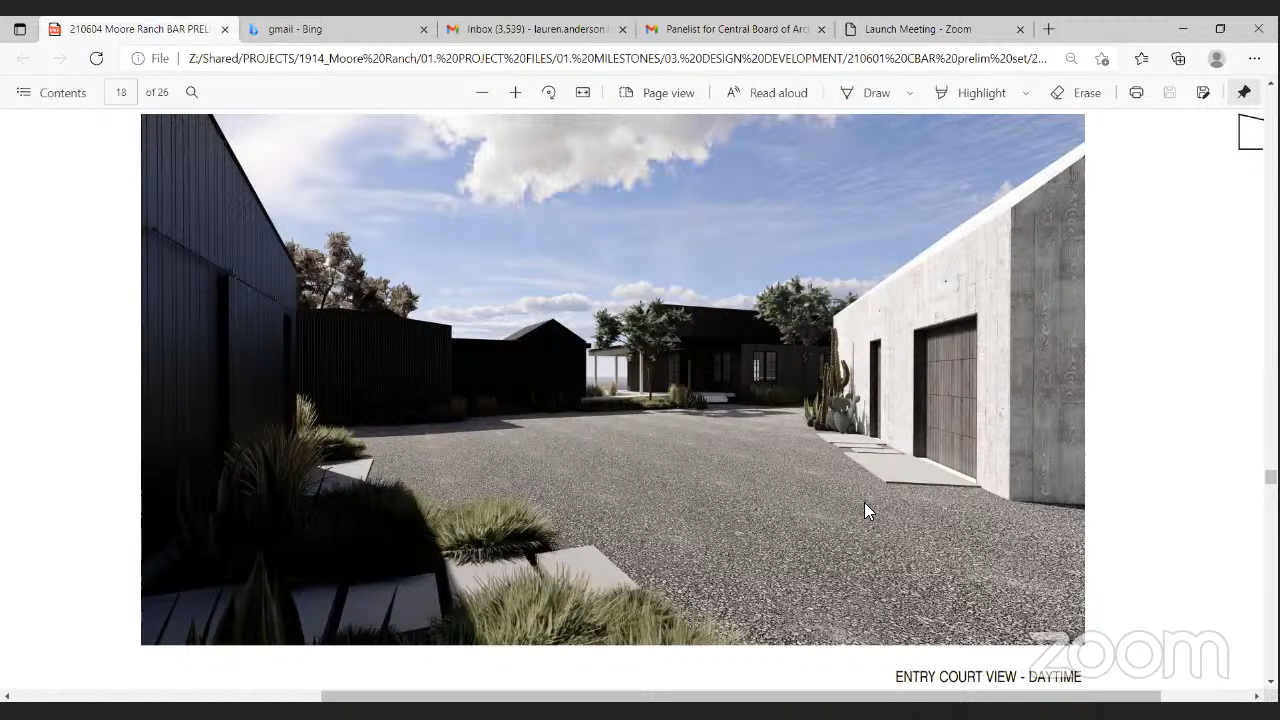 210604 Moore Ranch BAR PREL
gmail - Bing
Inbox (3,539) - lauren.anderson
Panelist for Central Board of Arc
Launch Meeting - Zoom
File
Z:/Shared/PROJECTS/1914_Moore%20Ranch/01.%20PROJECT%20FILES/01.%20MILESTONES/03.%20DESIGN%20DEVELOPMENT/210601%20CBAR%20prelim%20set/2...
Contents
18
of 26
Page view
Read aloud
Draw
Highlight
Erase
ENTRY COURT VIEW - DAYTIME
zoom